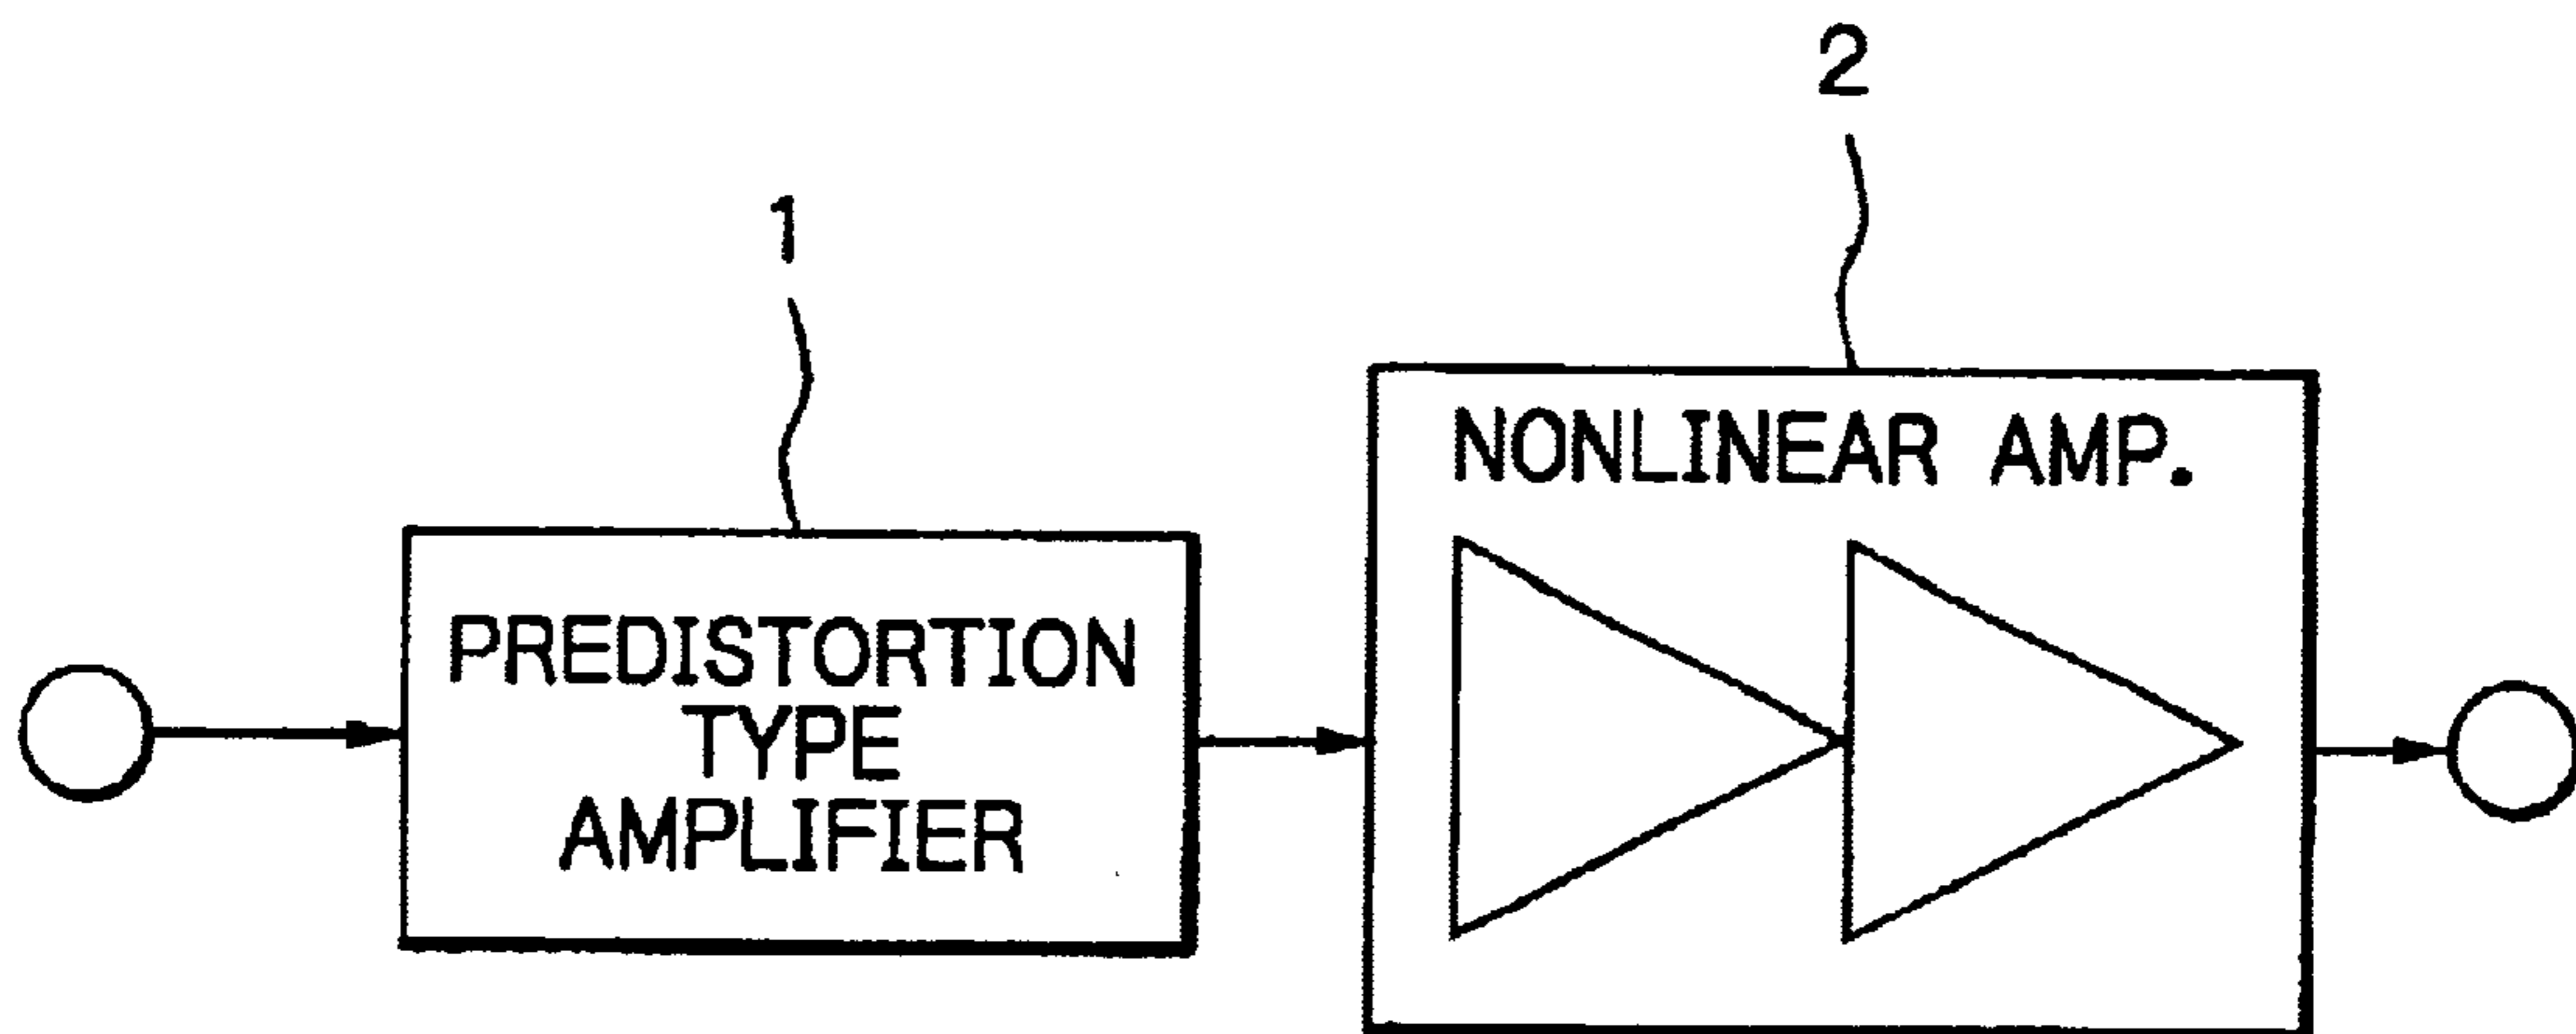 2
1
NONLINEAR AMP.
PREDISTORTION
TYPE
AMPLIFIER